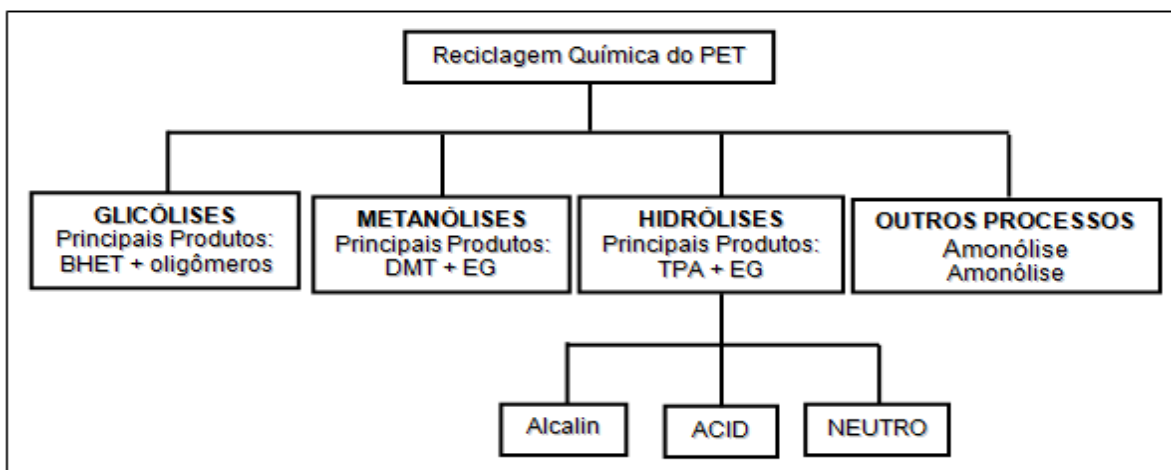 Reciclagem Química do PET
GLICÓLISES
Principais Produtos:
BHET + oligômeros
METANÓLISES
Principais Produtos:
DMT + EG
HIDRÓLISES
Principais Produtos:
TPA + EG
OUTROS PROCESSOS
Amonólise
Amonólise
Alcalin
ACID
NEUTRO